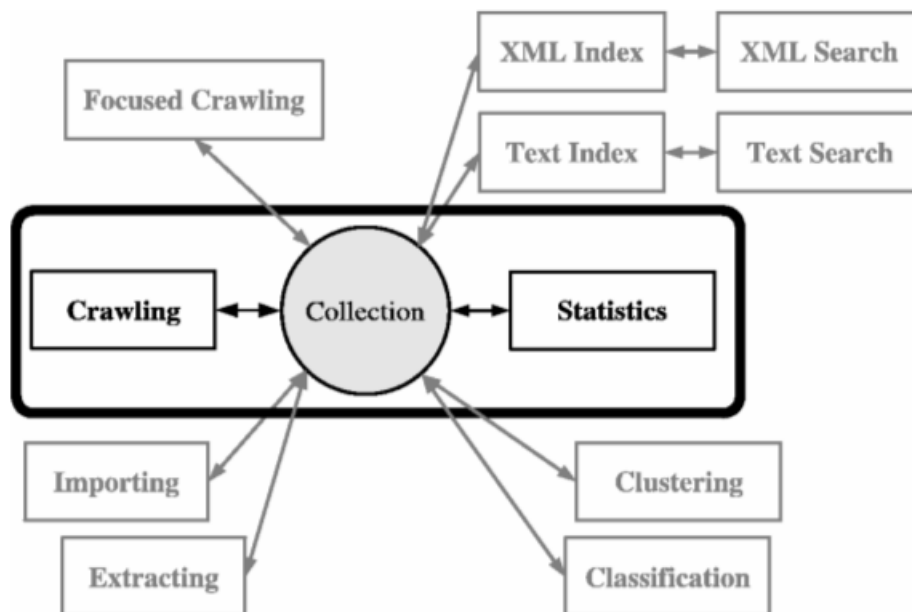 XML Index
XML Search
Focused Crawling
Text Index
Text Search
Crawling
Collection
Statistics
Importing
Clustering
Extracting
Classification